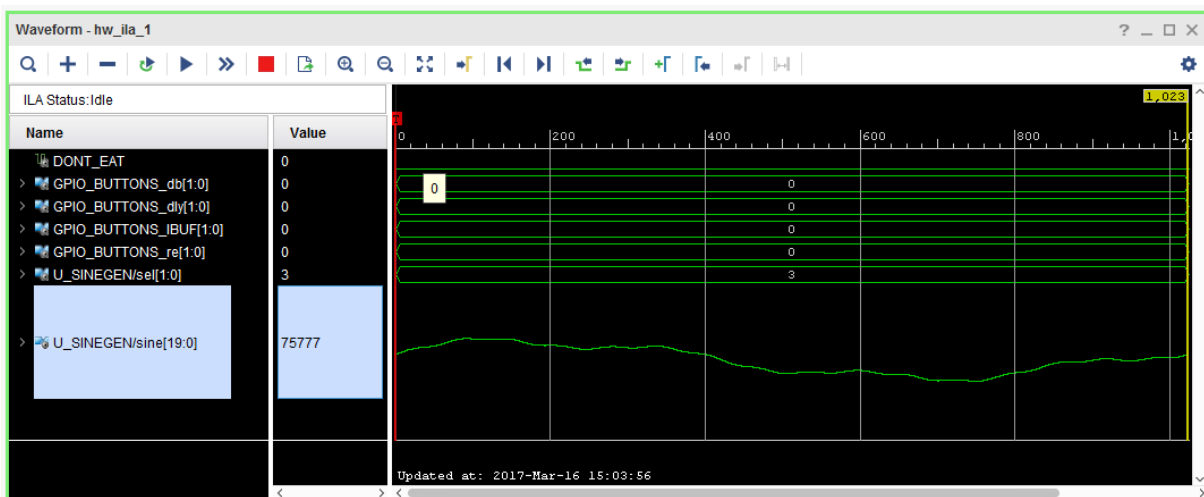 Waveform - hw_ila_1
ILA Status:Idle
1,023
Name Value
T
0 200 400 600 800 1,0
DONT_EAT 0
GPIO_BUTTONS_db[1:0] 0 0 0
GPIO_BUTTONS_dly[1:0] 0 0
GPIO_BUTTONS_IBUF[1:0] 0 0
GPIO_BUTTONS_re[1:0] 0 0
U_SINEGEN/sel[1:0] 3 3
U_SINEGEN/sine[19:0] 75777
Updated at: 2017-Mar-16 15:03:56